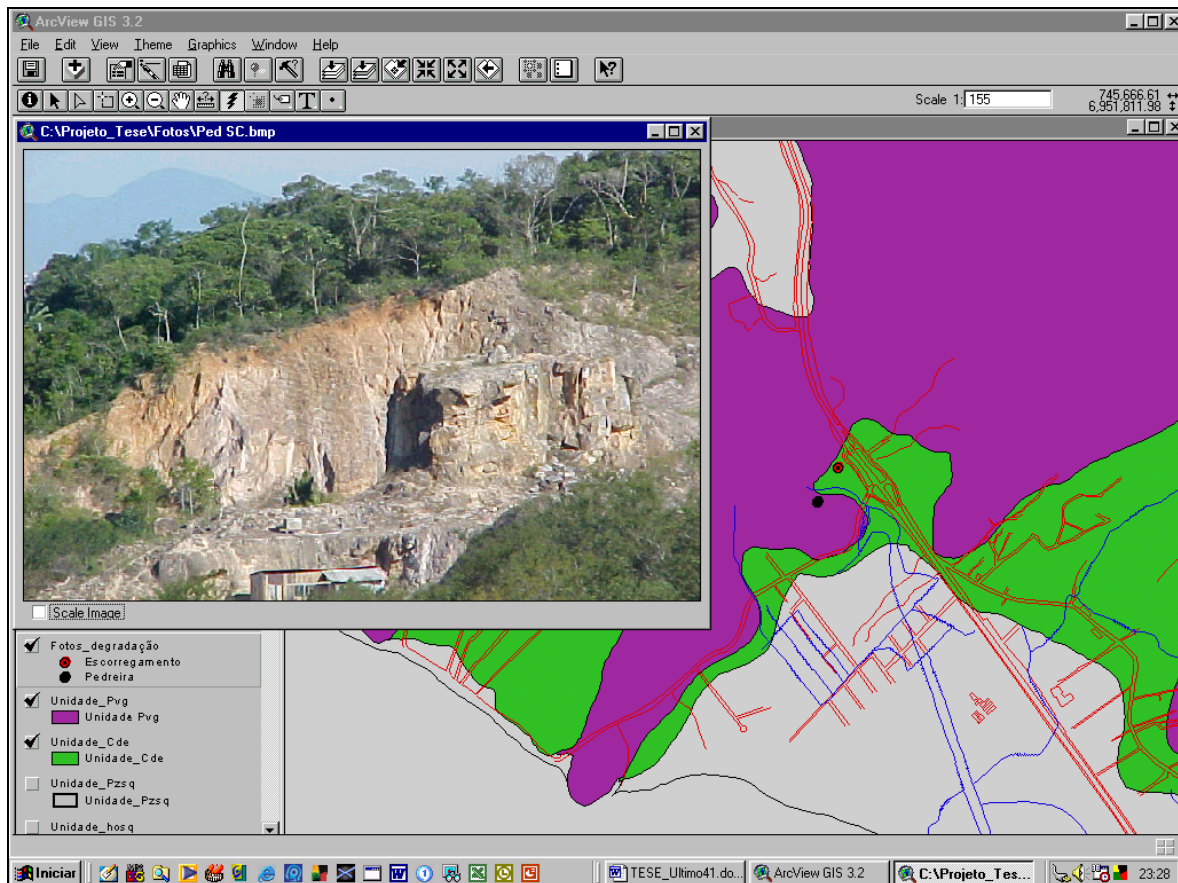 ArcView GIS 3.2
File Edit View Theme Graphics Window Help
Scale 1: 155
745,666.61
6,951,811.98
C:\Projeto_Tese\Fotos\Ped SC.bmp
Scale Image
Fotos_degradação
Escorregamento
Pedreira
Unidade_Pvg
Unidade Pvg
Unidade_Cde
Unidade_Cde
Unidade_Pzsq
Unidade_Pzsq
Unidade_hosq
Iniciar
TESE_Ultimo41.do...
ArcView GIS 3.2
C:\Projeto_Tes...
23:28